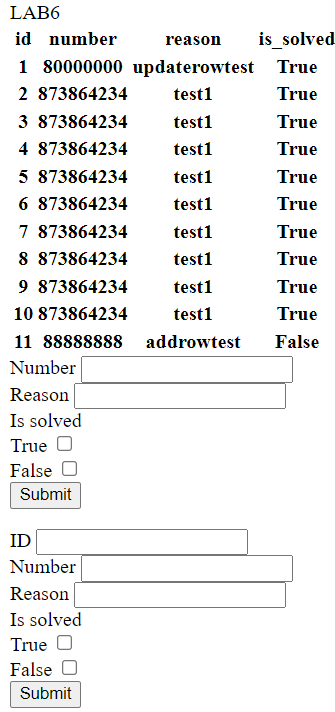 LAB6
id number reason is_solved
1 80000000 updaterowtest True
2 873864234 test1 True
3 873864234 test1 True
4 873864234 test1 True
5 873864234 test1 True
6 873864234 test1 True
7 873864234 test1 True
8 873864234 test1 True
9 873864234 test1 True
10 873864234 test1 True
11 88888888 addrowtest False
Number
Reason
Is solved
True
False
Submit
ID
Number
Reason
Is solved
True
False
Submit